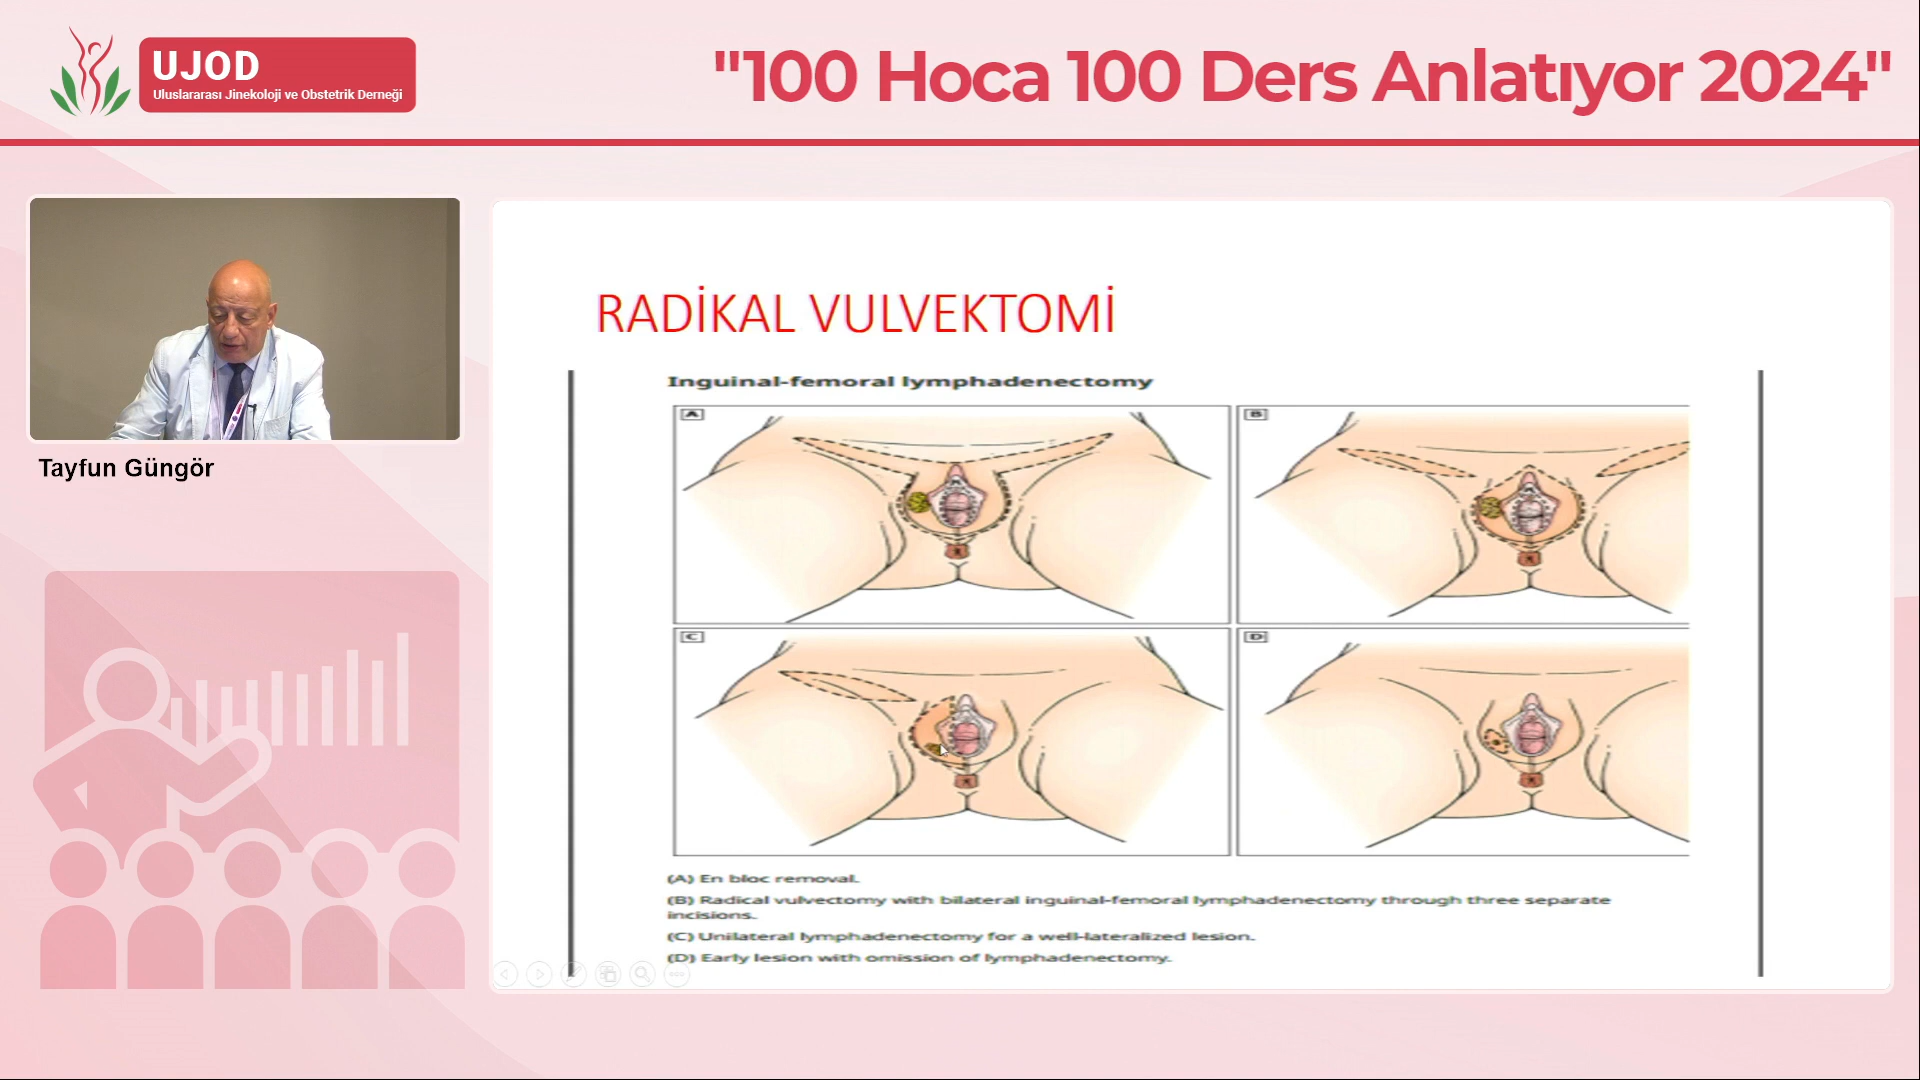 UJOD
Uluslararası Jinekoloji ve Obstetrik Derneği
"100 Hoca 100 Ders Anlatıyor 2024"
Tayfun Güngör
RADİKAL VULVEKTOMİ
Inguinal-femoral lymphadenectomy
A
B
C
D
(A) En bloc removal.
(B) Radical vulvectomy with bilateral inguinal-femoral lymphadenectomy through three separate
incisions.
(C) Unilateral lymphadenectomy for a well-lateralized lesion.
(D) Early lesion with omission of lymphadenectomy.